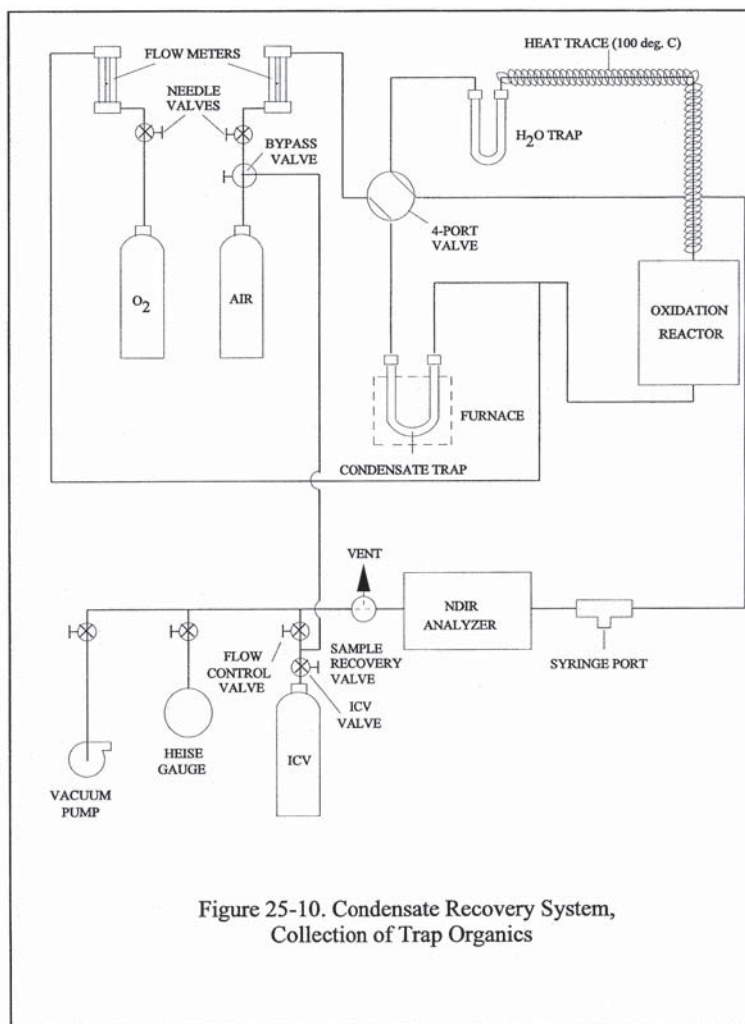 HEAT TRACE (100 deg. C)
FLOW METERS
NEEDLE
VALVES
H2O TRAP
BYPASS
VALVE
4-PORT
VALVE
O2
AIR
OXIDATION
REACTOR
FURNACE
CONDENSATE TRAP
VENT
NDIR
ANALYZER
SYRINGE PORT
FLOW
CONTROL
VALVE
SAMPLE
RECOVERY
VALVE
ICV
VALVE
HEISE
GAUGE
ICV
VACUUM
PUMP
Figure 25-10. Condensate Recovery System,
Collection of Trap Organics